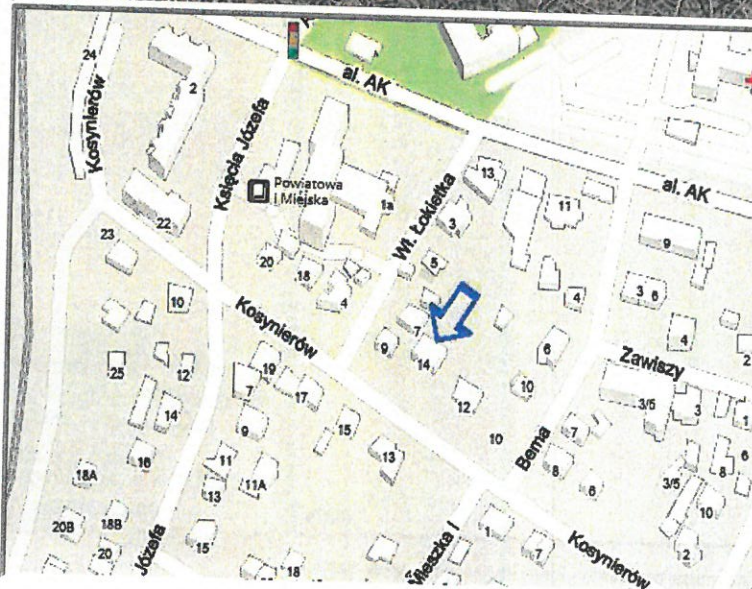 24
2
al. AK
Kosynierów
Księcia Józefa
Powiatowa
i Miejska
1a
Wł. Łokietka
13
3
11
al. AK
9
22
23
20
18
4
5
3 6
4
4
2
10
Kosynierów
7
9
14
6
Zawiszy
25
12
19
7
17
12
10
3/5
3
1
14
9
15
10
Bema
7
6
18A
16
11
13
11A
13
8
6
3/5
8
10
20B
18B
20
Józefa
15
18
Mieszka I
1
7
Kosynierów
12